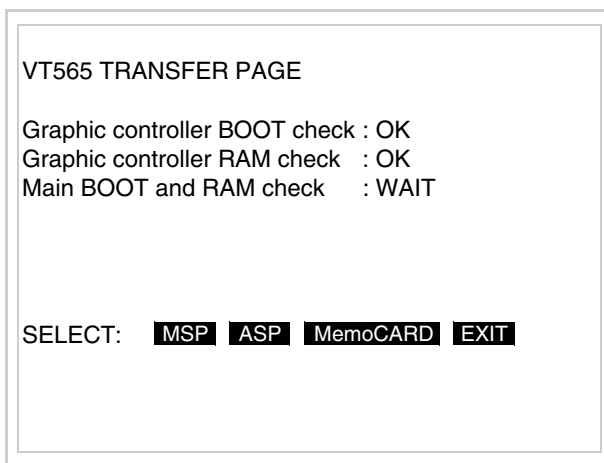 VT565 TRANSFER PAGE
Graphic controller BOOT check : OK
Graphic controller RAM check : OK
Main BOOT and RAM check : WAIT
SELECT: MSP ASP MemoCARD EXIT